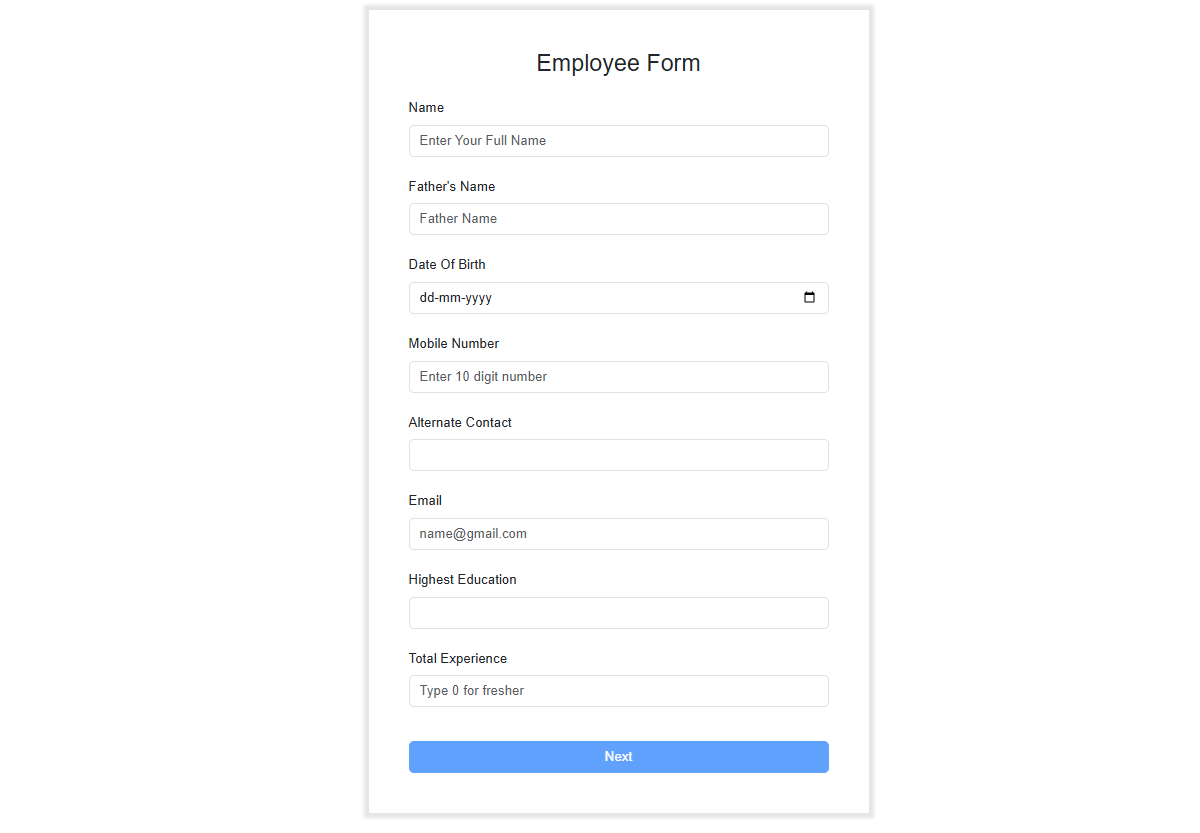 Employee Form
Name
Enter Your Full Name
Father's Name
Father Name
Date Of Birth
dd-mm-yyyy
Mobile Number
Enter 10 digit number
Alternate Contact
Email
name@gmail.com
Highest Education
Total Experience
Type 0 for fresher
Next